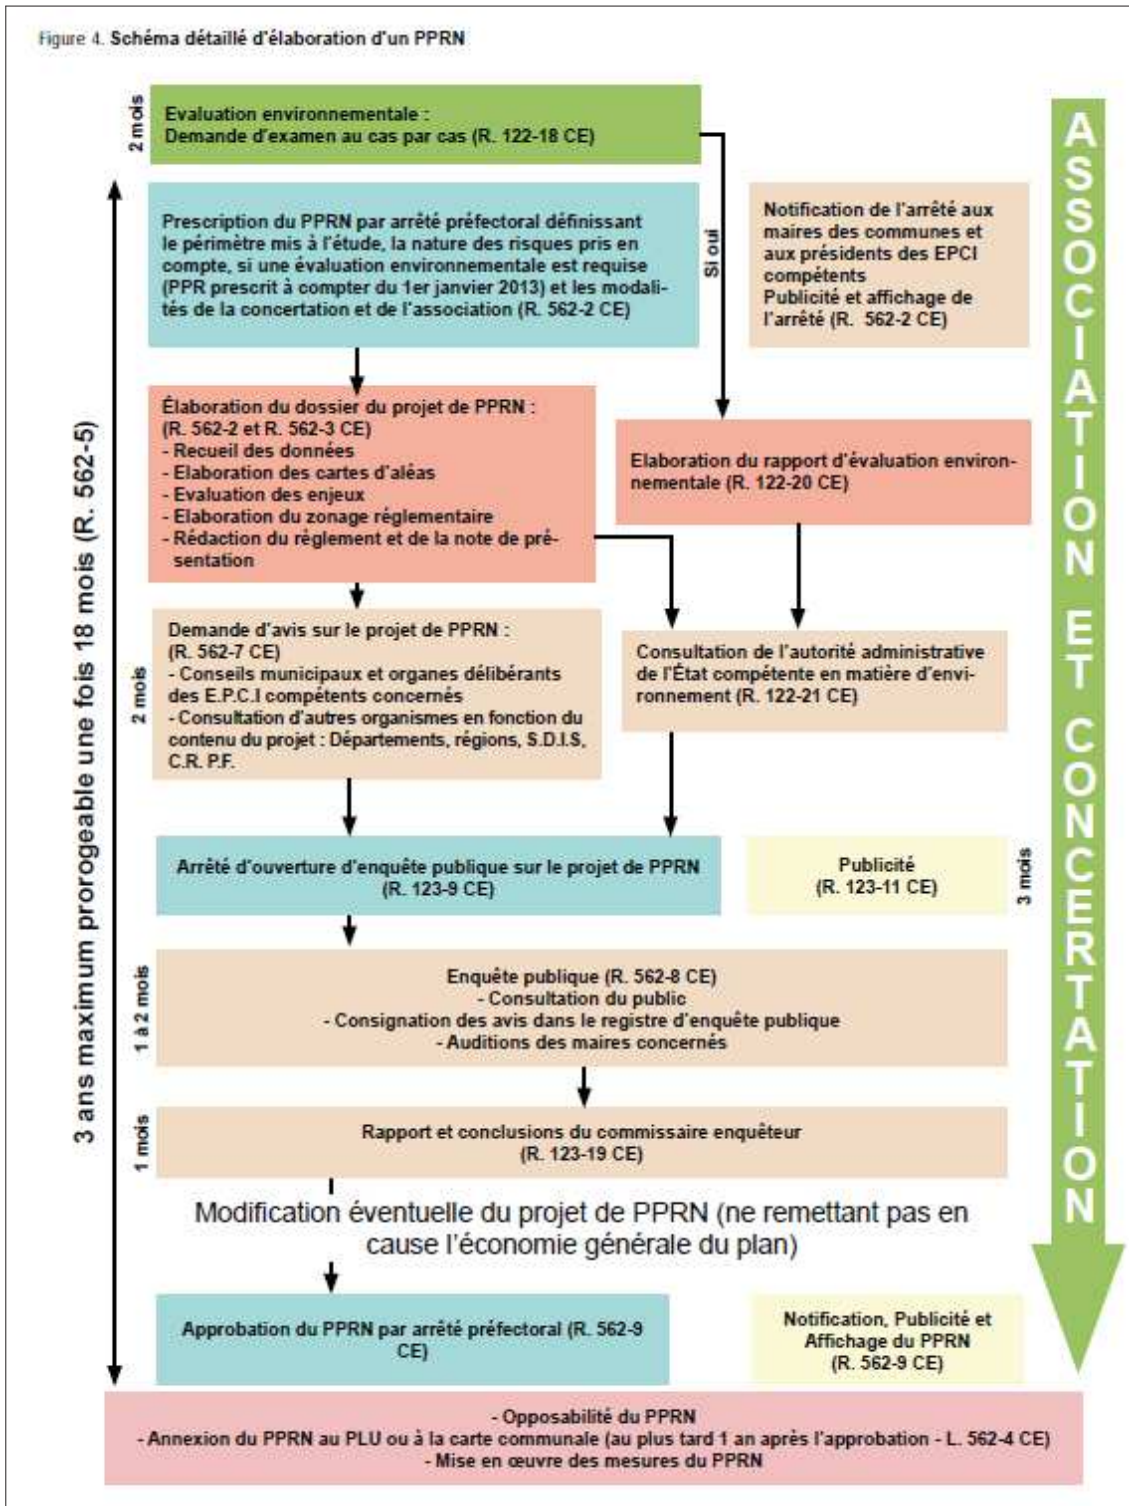 Figure 4. Schéma détaillé d'élaboration d'un PPRN
2 mois
Evaluation environnementale :
Demande d'examen au cas par cas (R. 122-18 CE)
3 ans maximum prorogeable une fois 18 mois (R. 562-5)
Prescription du PPRN par arrêté préfectoral définissant
le périmètre mis à l'étude, la nature des risques pris en
compte, si une évaluation environnementale est requise
(PPR prescrit à compter du 1er janvier 2013) et les modali-
tés de la concertation et de l'association (R. 562-2 CE)
Si oui
Notification de l'arrêté aux
maires des communes et
aux présidents des EPCI
compétents
Publicité et affichage de
l'arrêté (R. 562-2 CE)
Élaboration du dossier du projet de PPRN :
(R. 562-2 et R. 562-3 CE)
- Recueil des données
- Elaboration des cartes d'aléas
- Evaluation des enjeux
- Elaboration du zonage réglementaire
- Rédaction du règlement et de la note de pré-
sentation
Elaboration du rapport d'évaluation environ-
nementale (R. 122-20 CE)
2 mois
Demande d'avis sur le projet de PPRN :
(R. 562-7 CE)
- Conseils municipaux et organes délibérants
des E.P.C.I compétents concernés
- Consultation d'autres organismes en fonction du
contenu du projet : Départements, régions, S.D.I.S,
C.R. P.F.
Consultation de l'autorité administrative
de l'État compétente en matière d'envi-
ronnement (R. 122-21 CE)
Arrêté d'ouverture d'enquête publique sur le projet de PPRN
(R. 123-9 CE)
Publicité
(R. 123-11 CE)
3 mois
1 à 2 mois
Enquête publique (R. 562-8 CE)
- Consultation du public
- Consignation des avis dans le registre d'enquête publique
- Auditions des maires concernés
1 mois
Rapport et conclusions du commissaire enquêteur
(R. 123-19 CE)
Modification éventuelle du projet de PPRN (ne remettant pas en
cause l'économie générale du plan)
Approbation du PPRN par arrêté préfectoral (R. 562-9
CE)
Notification, Publicité et
Affichage du PPRN
(R. 562-9 CE)
- Opposabilité du PPRN
- Annexion du PPRN au PLU ou à la carte communale (au plus tard 1 an après l'approbation - L. 562-4 CE)
- Mise en œuvre des mesures du PPRN
ASSOCIATION ET CONCERTATION